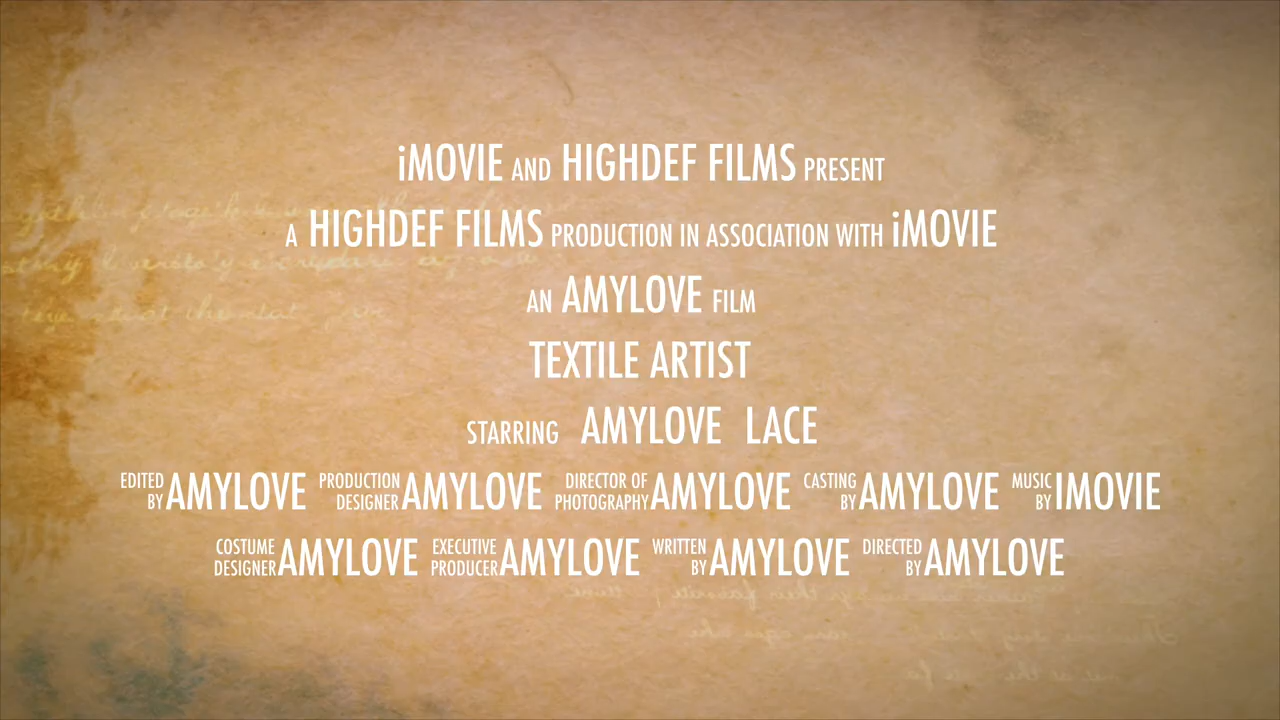 iMOVIE AND HIGHDEF FILMS PRESENT
A HIGHDEF FILMS PRODUCTION IN ASSOCIATION WITH iMOVIE
AN AMYLOVE FILM
TEXTILE ARTIST
STARRING AMYLOVE LACE
EDITED BY AMYLOVE PRODUCTION DESIGNER AMYLOVE DIRECTOR OF PHOTOGRAPHY AMYLOVE CASTING BY AMYLOVE MUSIC BY IMOVIE
COSTUME DESIGNER AMYLOVE EXECUTIVE PRODUCER AMYLOVE WRITTEN BY AMYLOVE DIRECTED BY AMYLOVE